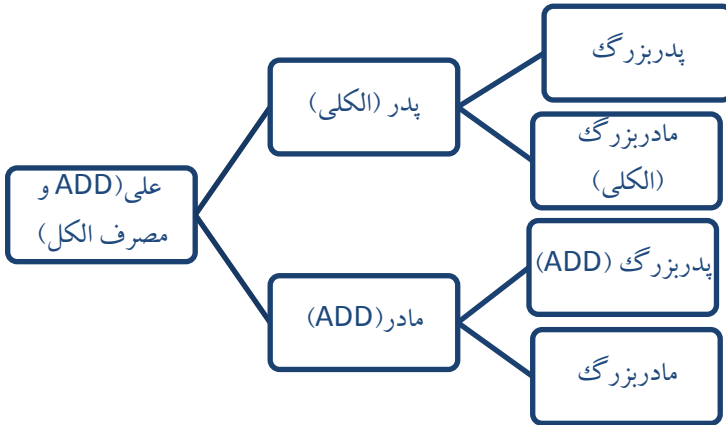 پدربزرگ
پدر (الکلی)
مادربزرگ
(الکلی)
علی(ADD و
مصرف الکل)
پدربزرگ (ADD)
مادر(ADD)
مادربزرگ